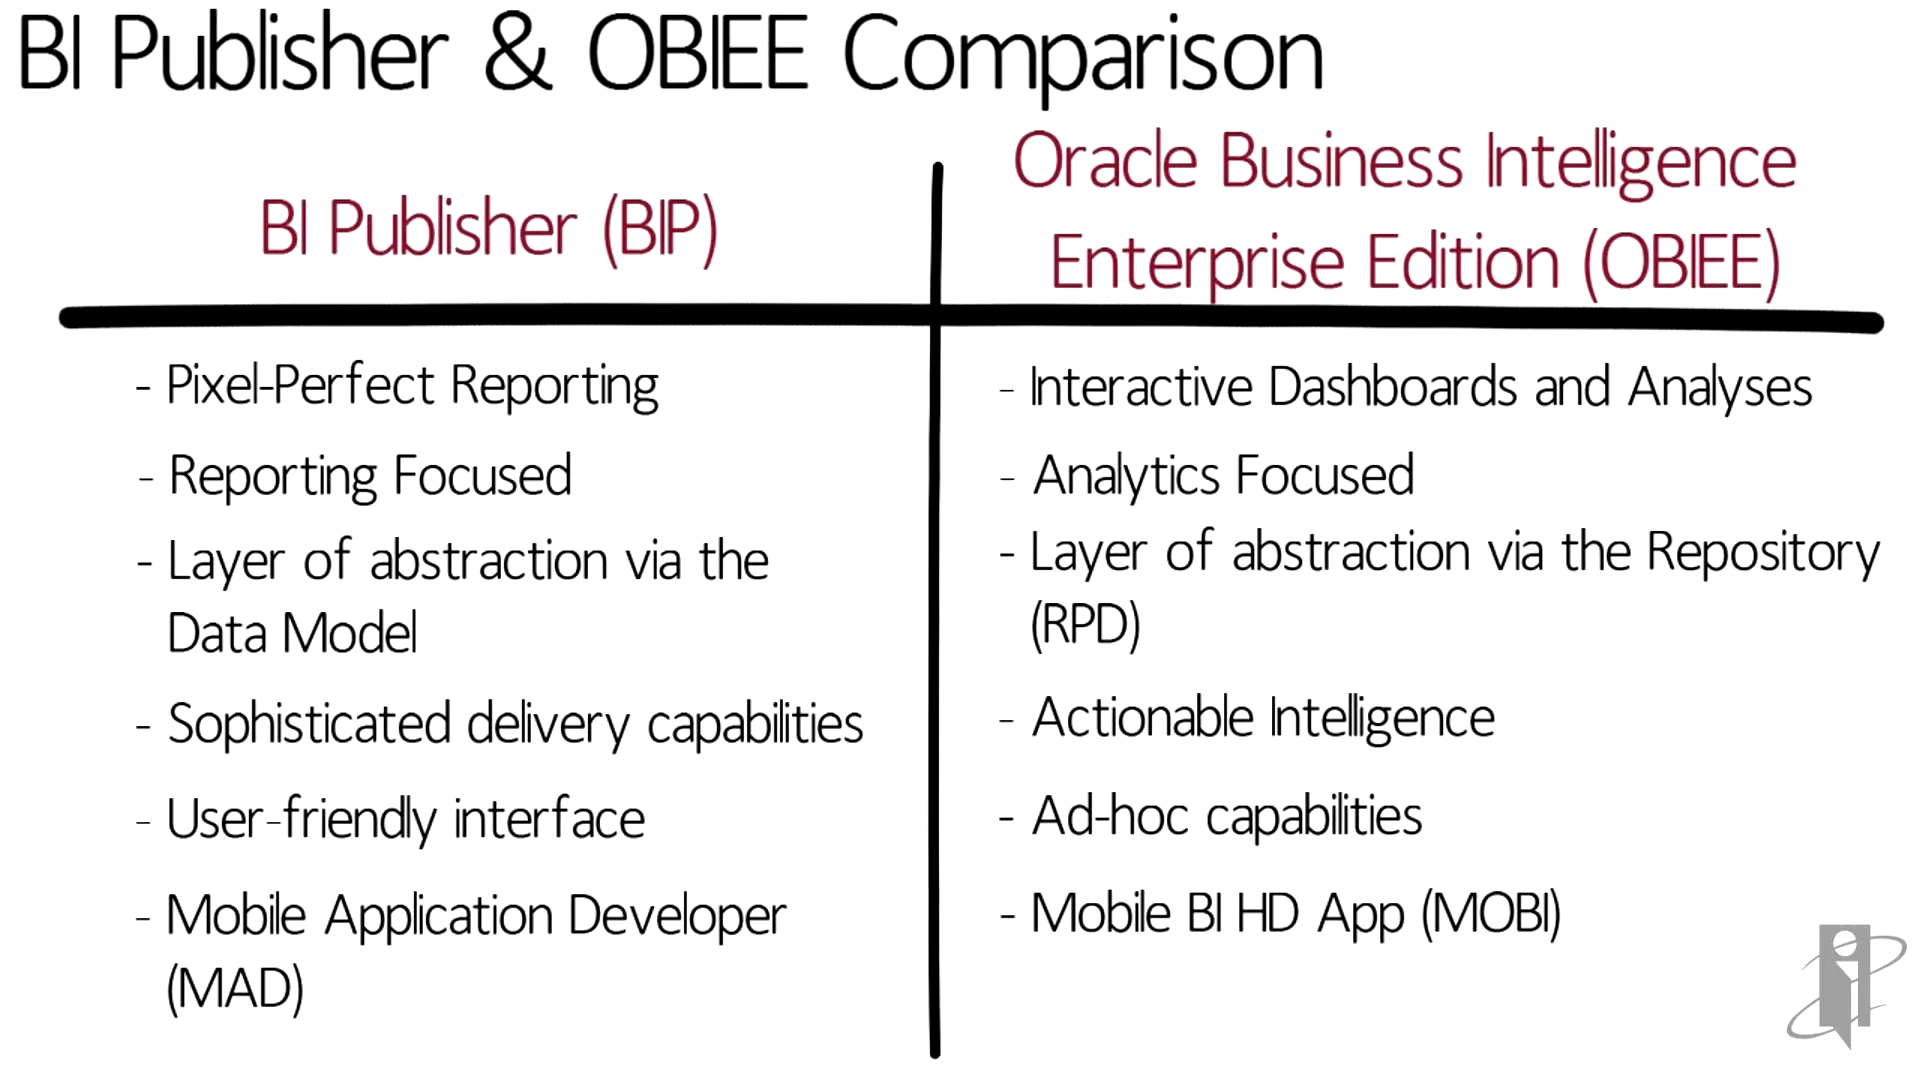 BI Publisher & OBIEE Comparison
BI Publisher (BIP)
- Pixel-Perfect Reporting
- Reporting Focused
- Layer of abstraction via the
Data Model
- Sophisticated delivery capabilities
- User-friendly interface
- Mobile Application Developer
(MAD)
Oracle Business Intelligence
Enterprise Edition (OBIEE)
- Interactive Dashboards and Analyses
- Analytics Focused
- Layer of abstraction via the Repository
(RPD)
- Actionable Intelligence
- Ad-hoc capabilities
- Mobile BI HD App (MOBI)